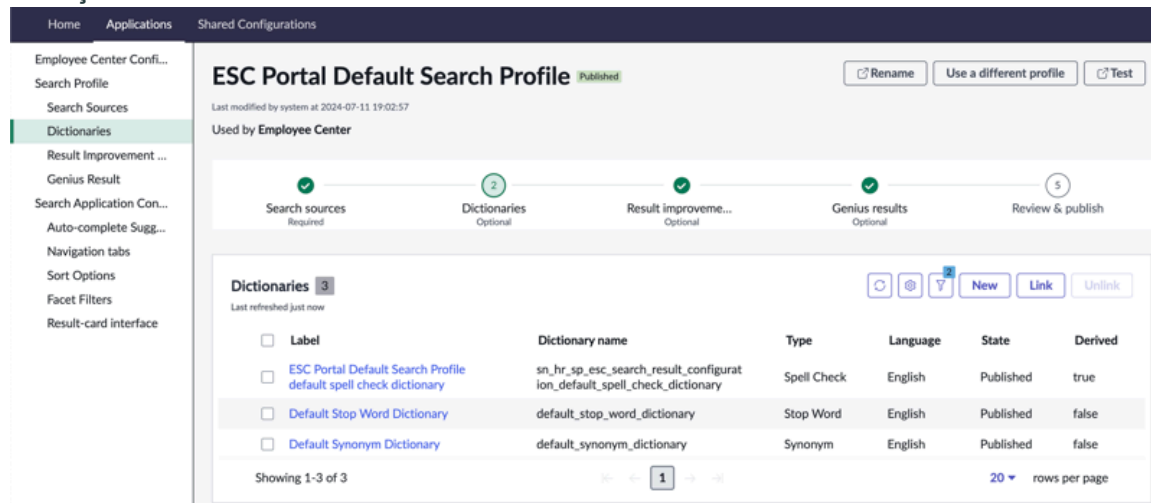 Home Applications Shared Configurations
Employee Center Confi...
Search Profile
Search Sources
Dictionaries
Result Improvement ...
Genius Result
Search Application Con...
Auto-complete Sugg...
Navigation tabs
Sort Options
Facet Filters
Result-card interface
ESC Portal Default Search Profile Published
Rename Use a different profile Test
Last modified by system at 2024-07-11 19:02:57
Used by Employee Center
2 5
Search sources Dictionaries Result improveme... Genius results Review & publish
Required Optional Optional Optional
Dictionaries 3
2 New Link Unlink
Last refreshed just now
Label Dictionary name Type Language State Derived
ESC Portal Default Search Profile
default spell check dictionary
sn_hr_sp_esc_search_result_configurat
ion_default_spell_check_dictionary
Spell Check English Published true
Default Stop Word Dictionary default_stop_word_dictionary Stop Word English Published false
Default Synonym Dictionary default_synonym_dictionary Synonym English Published false
Showing 1-3 of 3 1 20 rows per page